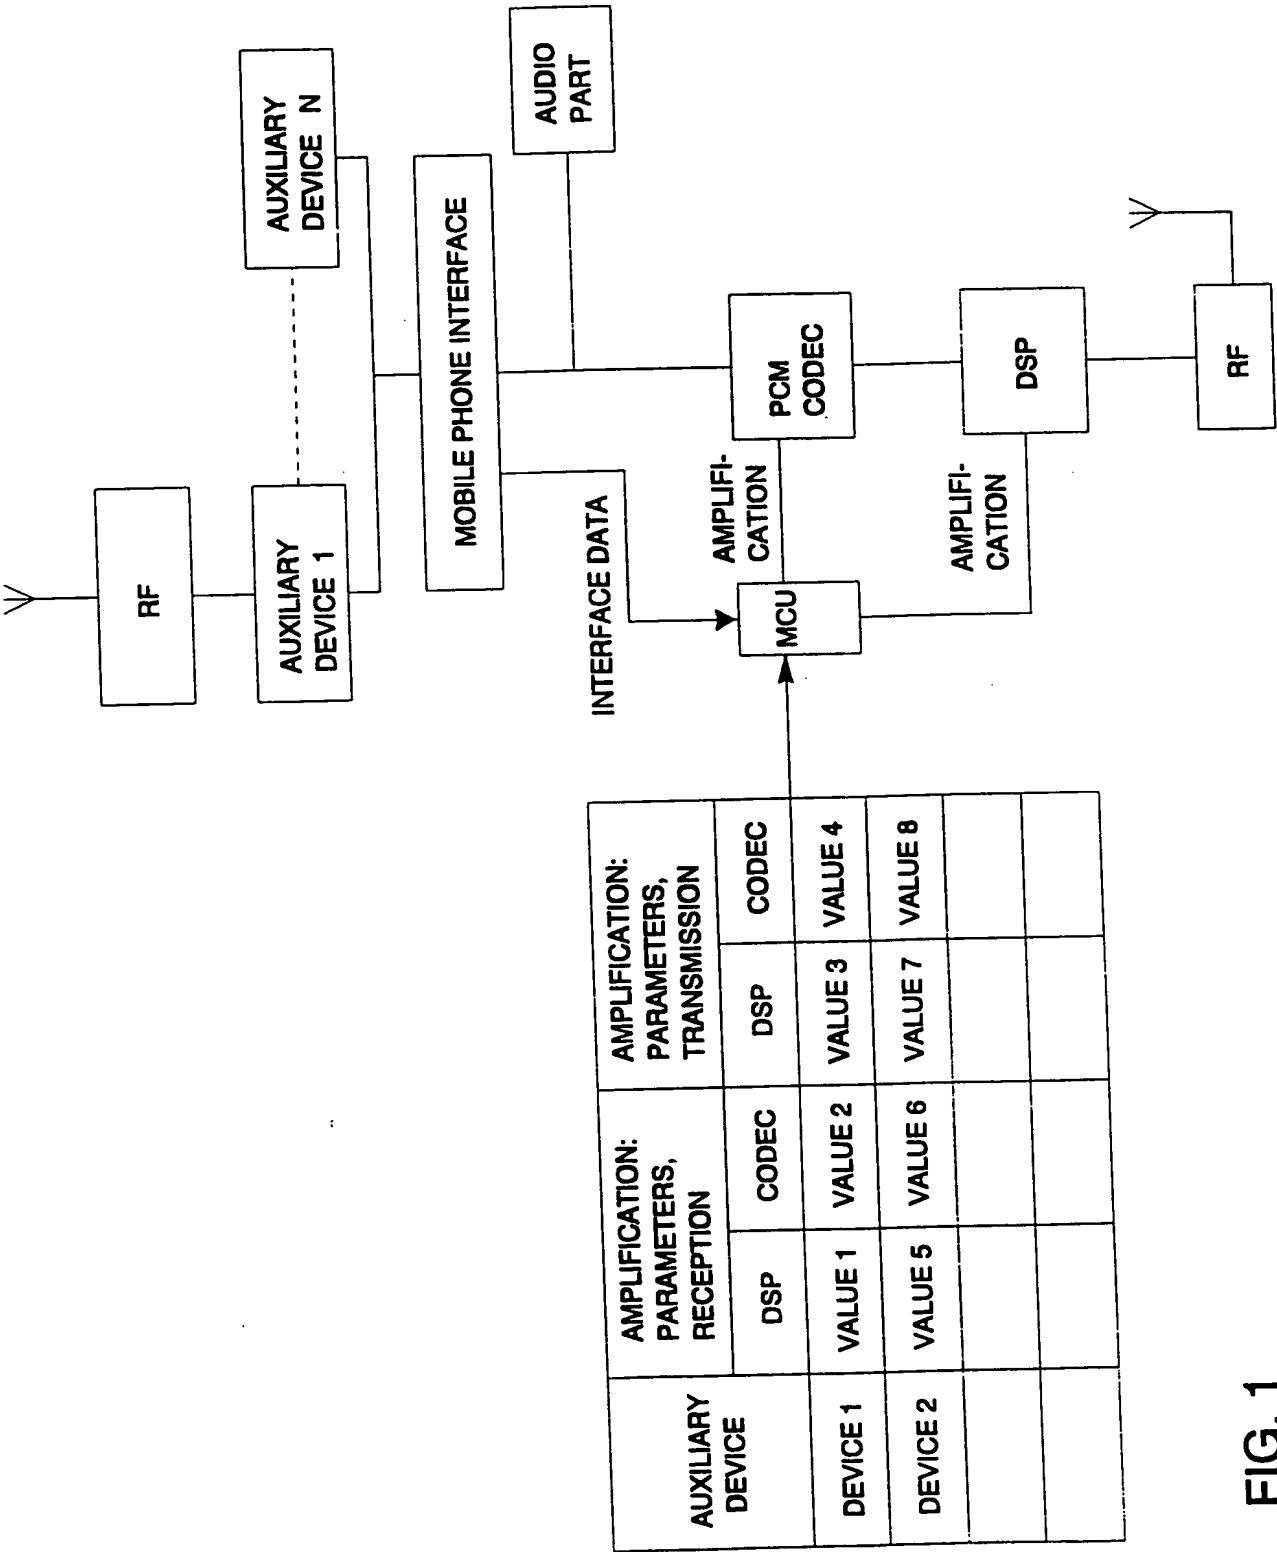 RF
AUXILIARY
DEVICE 1
AUXILIARY
DEVICE N
MOBILE PHONE INTERFACE
AUDIO
PART
INTERFACE DATA
AMPLIFI-
CATION
PCM
CODEC
MCU
AMPLIFI-
CATION
DSP
RF
AUXILIARY
DEVICE
AMPLIFICATION:
PARAMETERS,
RECEPTION
AMPLIFICATION:
PARAMETERS,
TRANSMISSION
DSP
CODEC
DSP
CODEC
DEVICE 1
VALUE 1
VALUE 2
VALUE 3
VALUE 4
DEVICE 2
VALUE 5
VALUE 6
VALUE 7
VALUE 8
FIG. 1